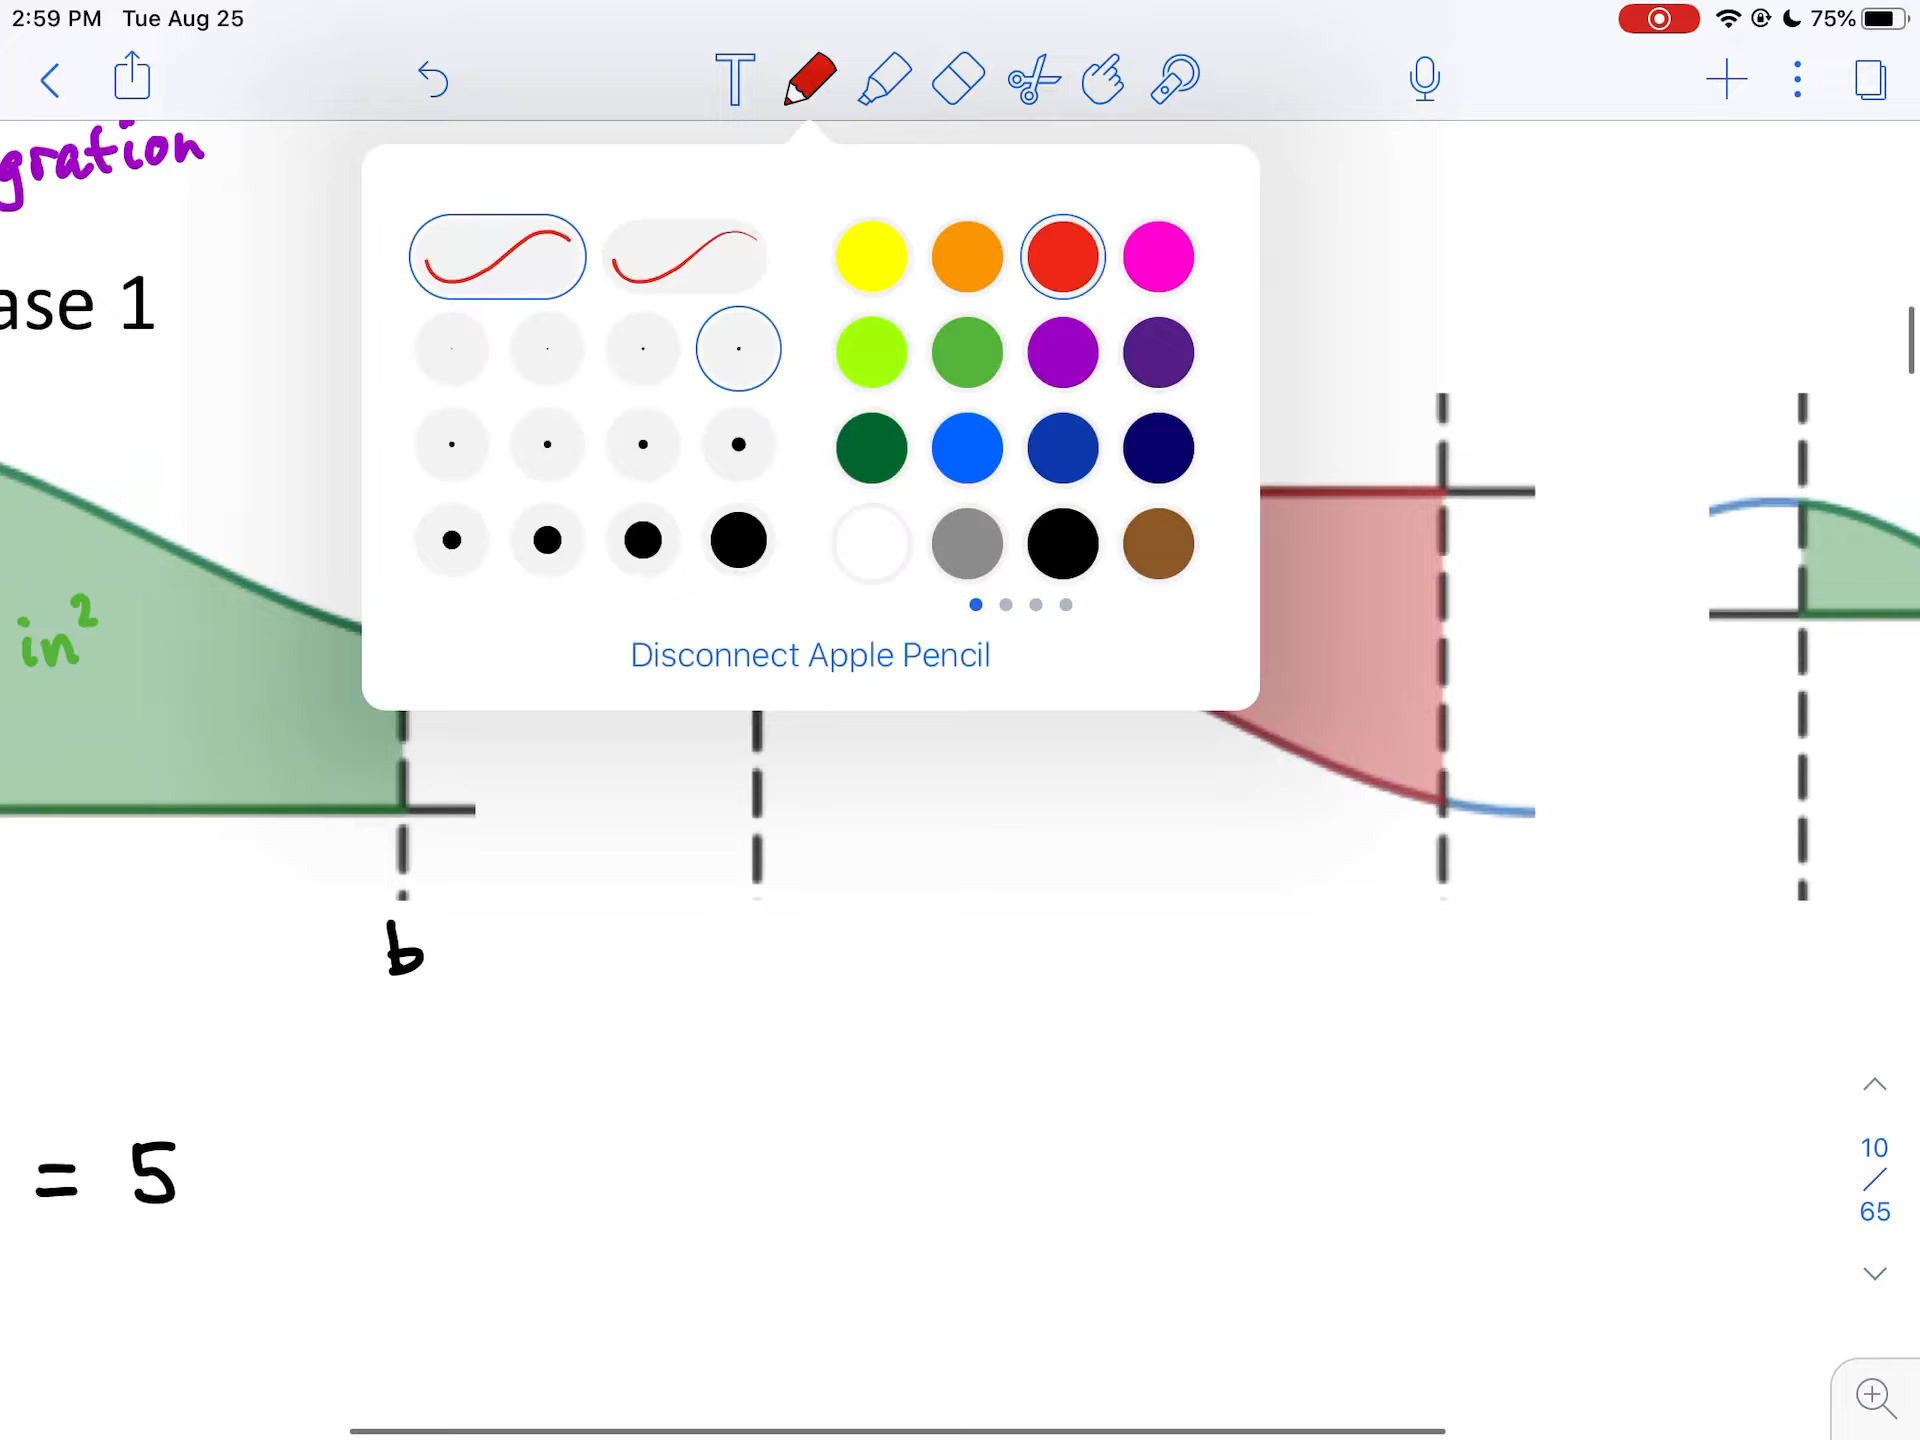 2:59 PM Tue Aug 25
75%
gration
ase 1
in²
Disconnect Apple Pencil
b
= 5
10
/
65